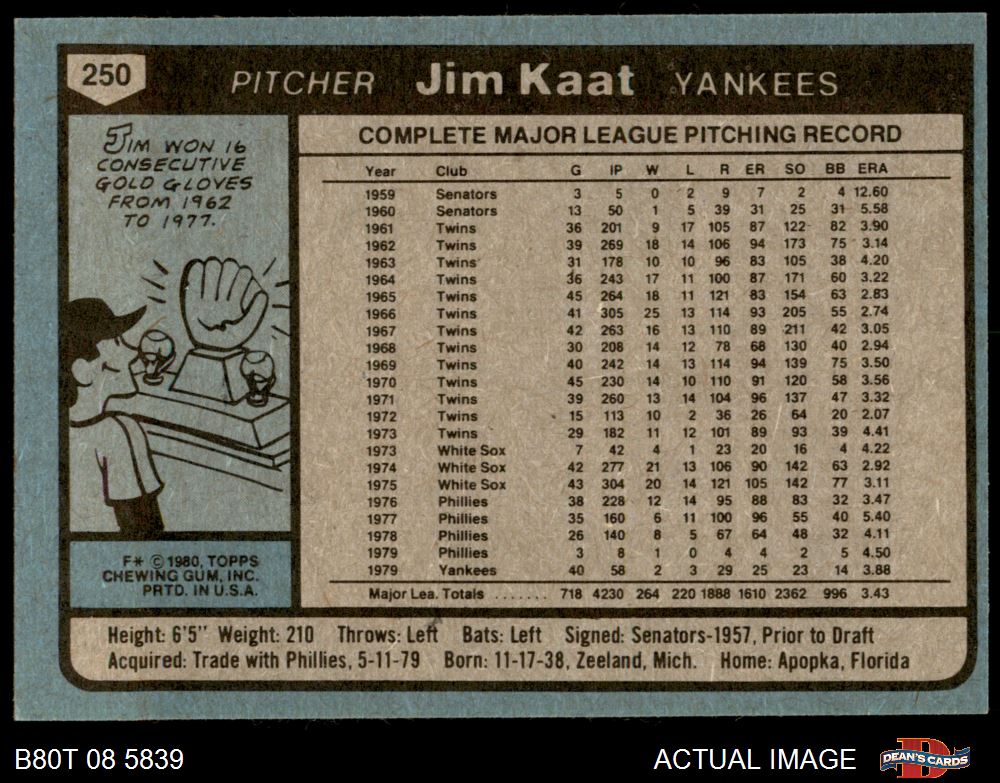 250
PITCHER Jim Kaat YANKEES
JIM WON 16
CONSECUTIVE
GOLD GLOVES
FROM 1962
TO 1977.
COMPLETE MAJOR LEAGUE PITCHING RECORD
Year Club G IP W L R ER SO BB ERA
1959 Senators 3 5 0 2 9 7 2 4 12.60
1960 Senators 13 50 1 5 39 31 25 31 5.58
1961 Twins 36 201 9 17 105 87 122 82 3.90
1962 Twins 39 269 18 14 106 94 173 75 3.14
1963 Twins 31 178 10 10 96 83 105 38 4.20
1964 Twins 36 243 17 11 100 87 171 60 3.22
1965 Twins 45 264 18 11 121 83 154 63 2.83
1966 Twins 41 305 25 13 114 93 205 55 2.74
1967 Twins 42 263 16 13 110 89 211 42 3.05
1968 Twins 30 208 14 12 78 68 130 40 2.94
1969 Twins 40 242 14 13 114 94 139 75 3.50
1970 Twins 45 230 14 10 110 91 120 58 3.56
1971 Twins 39 260 13 14 104 96 137 47 3.32
1972 Twins 15 113 10 2 36 26 64 20 2.07
1973 Twins 29 182 11 12 101 89 93 39 4.41
1973 White Sox 7 42 4 1 23 20 16 4 4.22
1974 White Sox 42 277 21 13 106 90 142 63 2.92
1975 White Sox 43 304 20 14 121 105 142 77 3.11
1976 Phillies 38 228 12 14 95 88 83 32 3.47
1977 Phillies 35 160 6 11 100 96 55 40 5.40
1978 Phillies 26 140 8 5 67 64 48 32 4.11
1979 Phillies 3 8 1 0 4 4 2 5 4.50
1979 Yankees 40 58 2 3 29 25 23 14 3.88
Major Lea. Totals ....... 718 4230 264 220 1888 1610 2362 996 3.43
F* © 1980, TOPPS
CHEWING GUM, INC.
PRTD. IN U.S.A.
Height: 6'5" Weight: 210 Throws: Left Bats: Left Signed: Senators-1957, Prior to Draft
Acquired: Trade with Phillies, 5-11-79 Born: 11-17-38, Zeeland, Mich. Home: Apopka, Florida
B80T 08 5839
ACTUAL IMAGE
DEAN'S CARDS